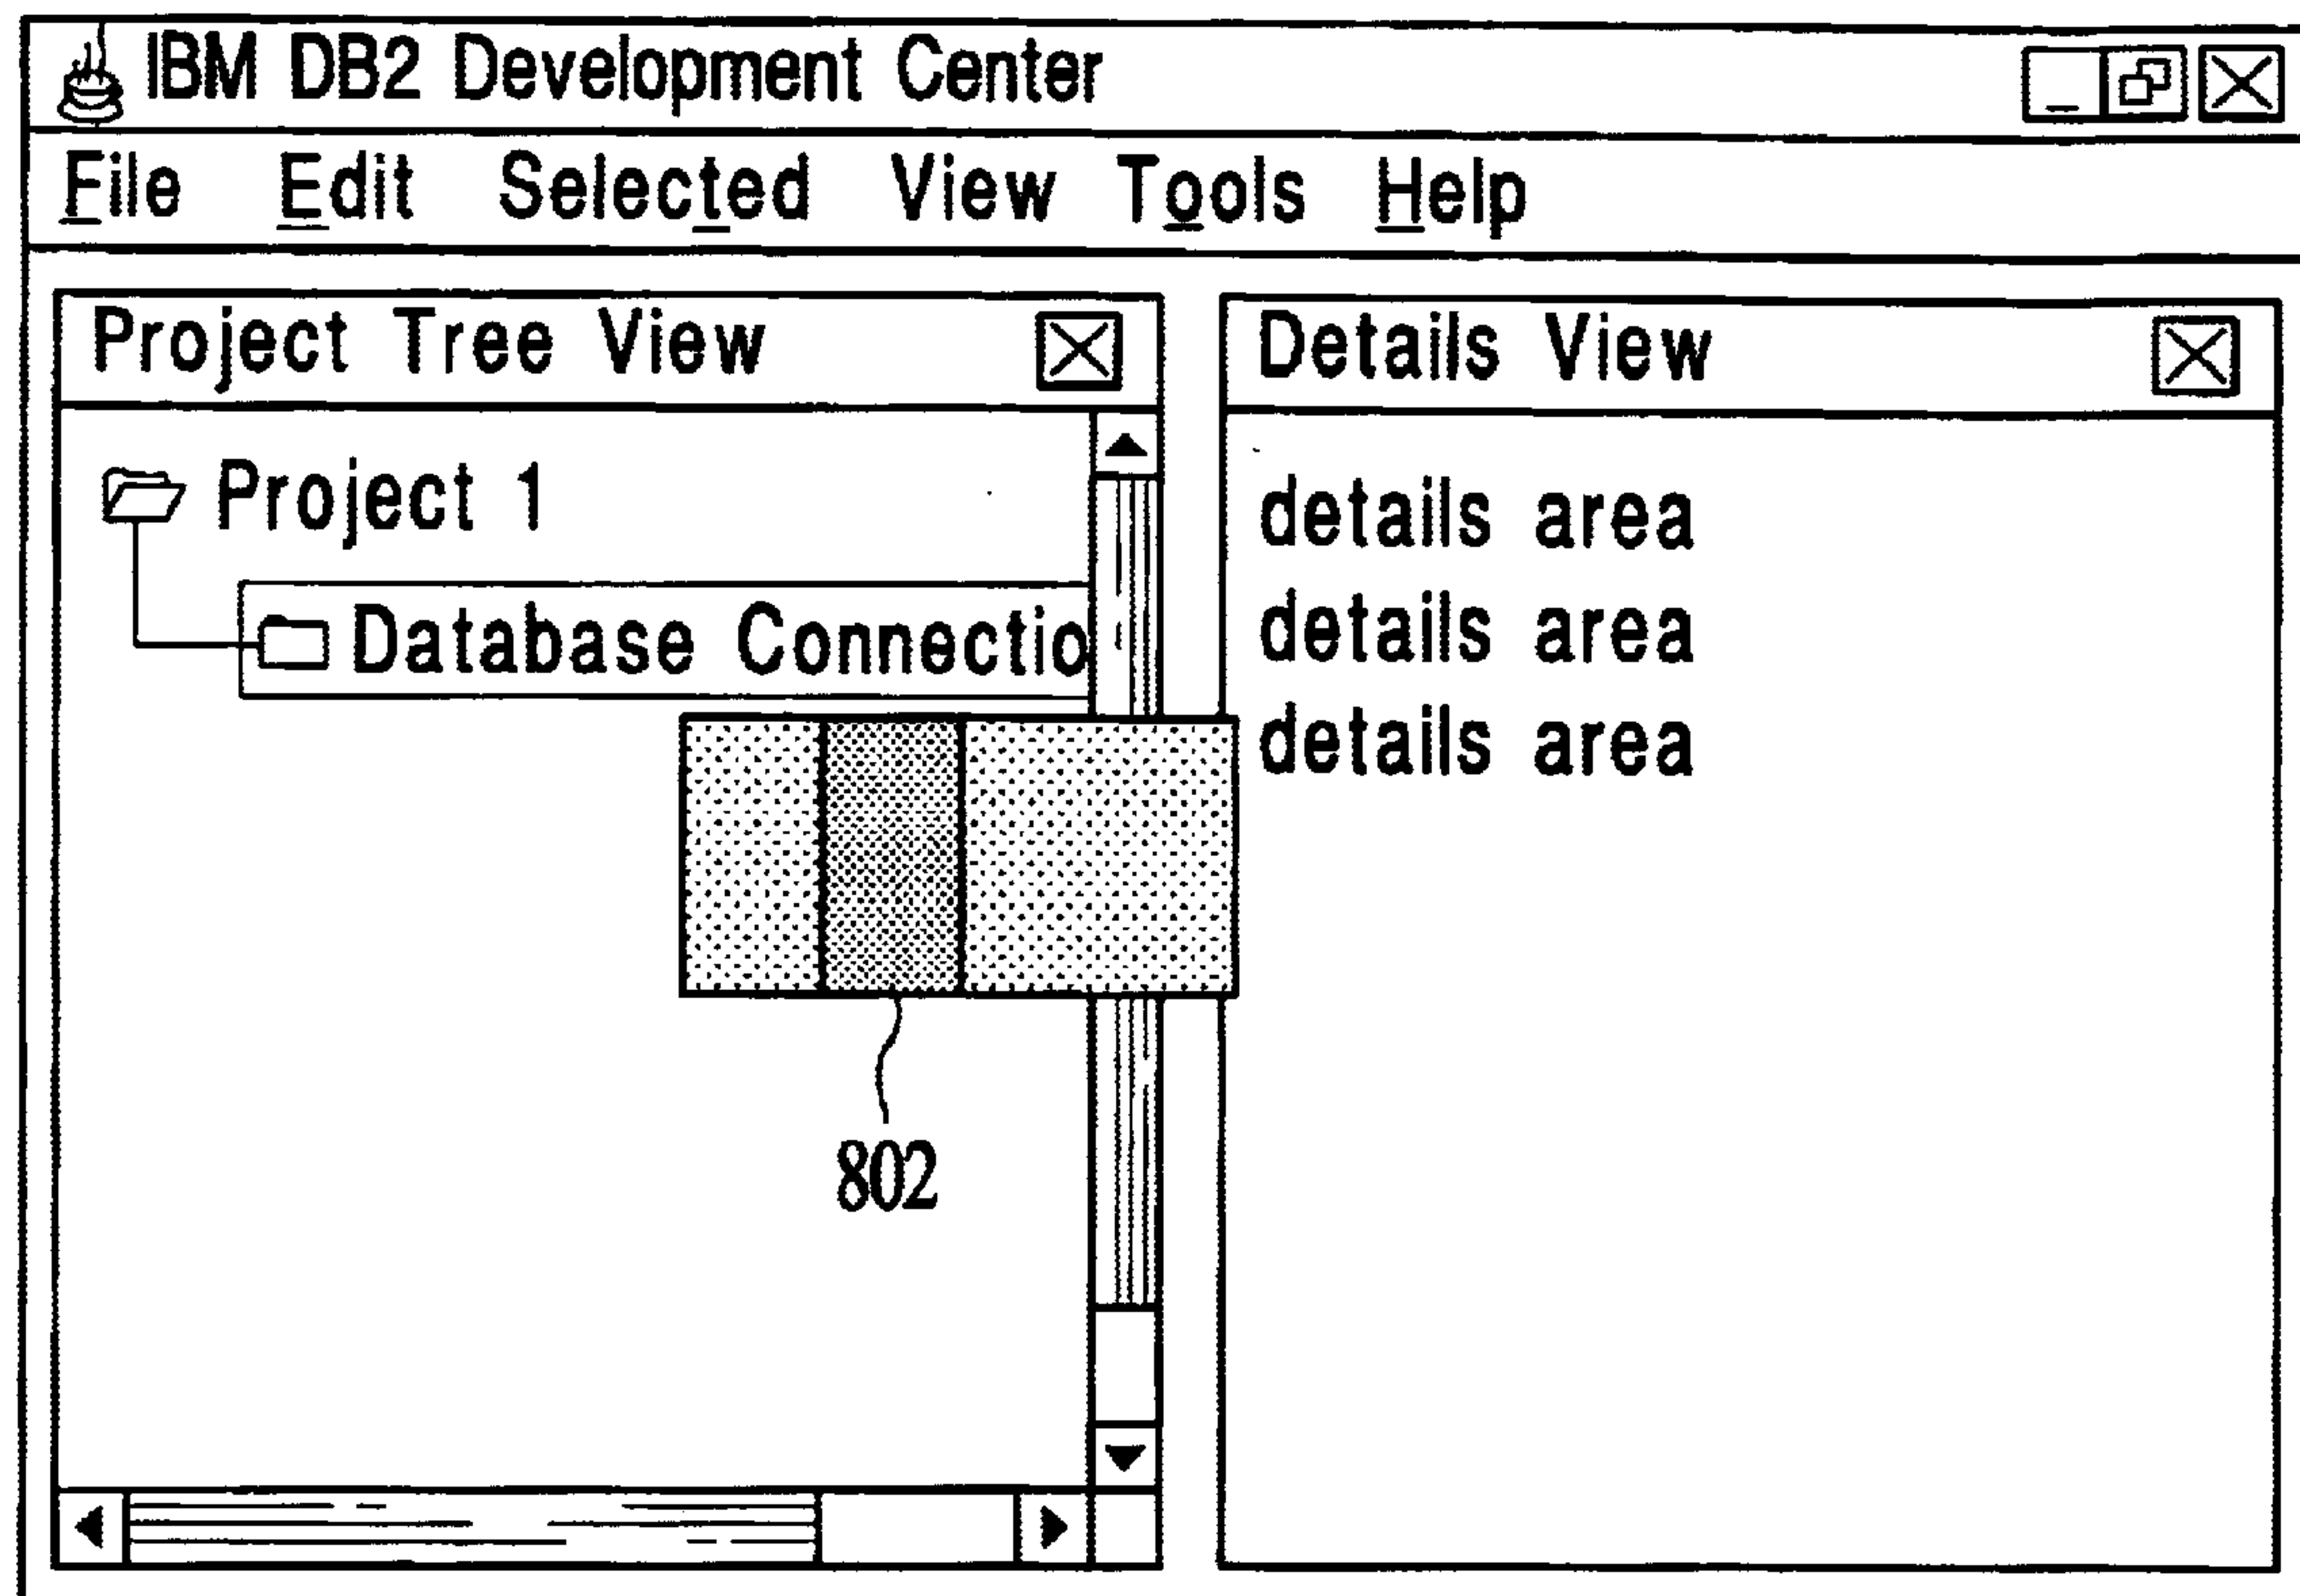 IBM DB2 Development Center
File Edit Selected View Tools Help
Project Tree View
Project 1
Database Connectio
802
Details View
details area
details area
details area